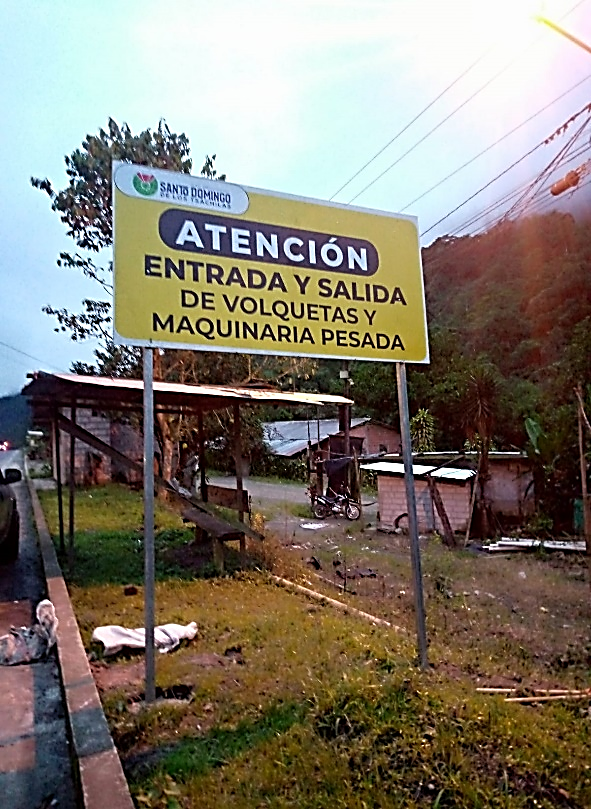 SANTO DOMINGO
DE LOS TSÁCHILAS
ATENCIÓN
ENTRADA Y SALIDA
DE VOLQUETAS Y
MAQUINARIA PESADA